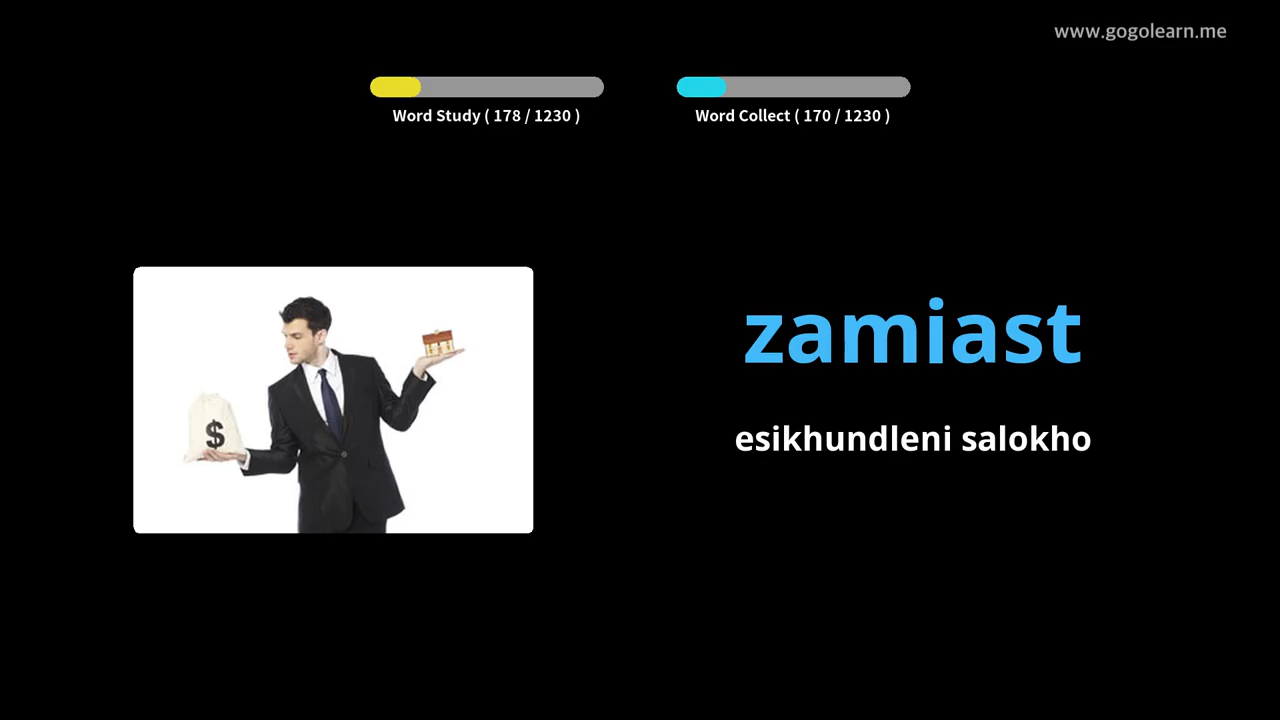 www.gogolearn.me
Word Study ( 178 / 1230 )
Word Collect ( 170 / 1230 )
zamiast
esikhundleni salokho
$